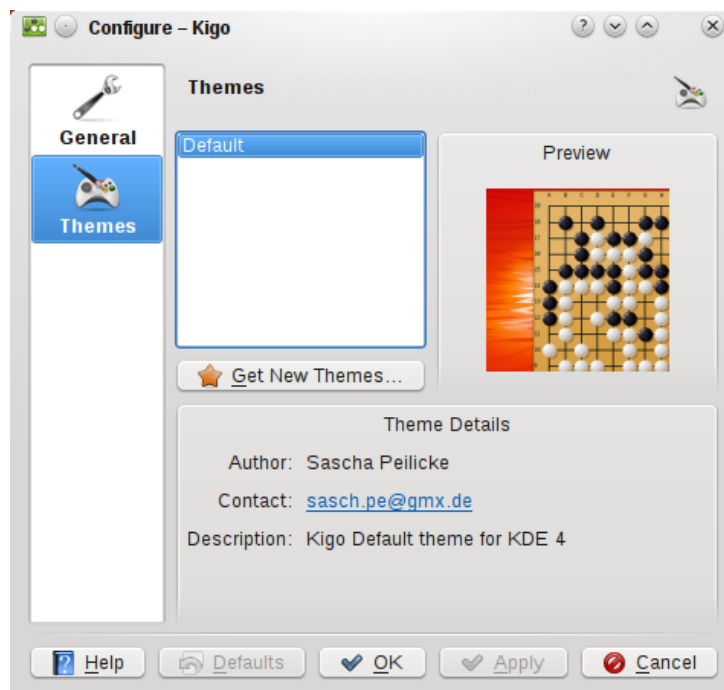 Configure – Kigo
General
Themes
Themes
Default
Get New Themes...
Preview
Theme Details
Author: Sascha Peilicke
Contact: sasch.pe@gmx.de
Description: Kigo Default theme for KDE 4
Help
Defaults
OK
Apply
Cancel